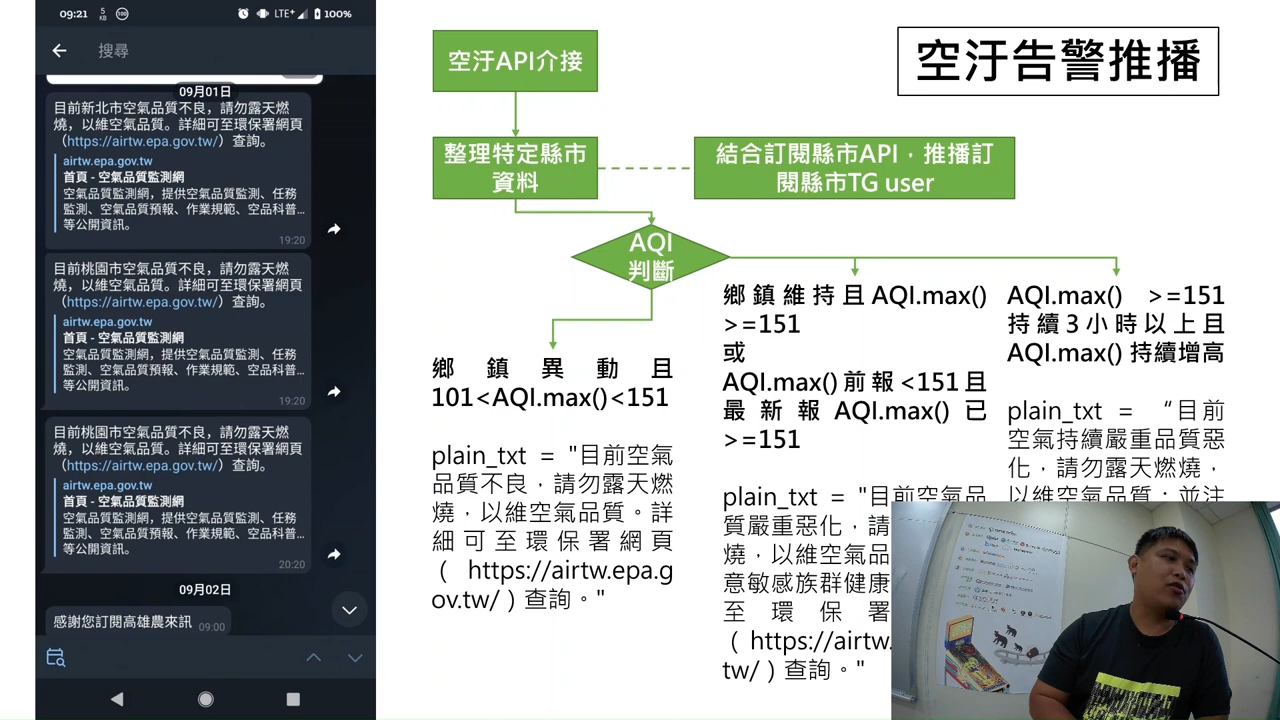 09:21
5
KB
100
LTE+
100%
搜尋
09月01日
目前新北市空氣品質不良，請勿露天燃
燒，以維空氣品質。詳細可至環保署網頁
（https://airtw.epa.gov.tw/）查詢。
airtw.epa.gov.tw
首頁 - 空氣品質監測網
空氣品質監測網，提供空氣品質監測、任務
監測、空氣品質預報、作業規範、空品科普...
等公開資訊。
19:20
目前桃園市空氣品質不良，請勿露天燃
燒，以維空氣品質。詳細可至環保署網頁
（https://airtw.epa.gov.tw/）查詢。
airtw.epa.gov.tw
首頁 - 空氣品質監測網
空氣品質監測網，提供空氣品質監測、任務
監測、空氣品質預報、作業規範、空品科普...
等公開資訊。
19:20
目前桃園市空氣品質不良，請勿露天燃
燒，以維空氣品質。詳細可至環保署網頁
（https://airtw.epa.gov.tw/）查詢。
airtw.epa.gov.tw
首頁 - 空氣品質監測網
空氣品質監測網，提供空氣品質監測、任務
監測、空氣品質預報、作業規範、空品科普...
等公開資訊。
20:20
09月02日
感謝您訂閱高雄農來訊
09:00
空汙告警推播
空汙API介接
整理特定縣市
資料
結合訂閱縣市API，推播訂
閱縣市TG user
AQI
判斷
鄉鎮異動且
101<AQI.max()<151
plain_txt = "目前空氣
品質不良，請勿露天燃
燒，以維空氣品質。詳
細可至環保署網頁
（https://airtw.epa.g
ov.tw/）查詢。"
鄉鎮維持且AQI.max()
>=151
或
AQI.max()前報<151且
最新報AQI.max()已
>=151
plain_txt = "目前空氣品
質嚴重惡化，請
燒，以維空氣品
意敏感族群健康
至環保署
（https://airtw.
tw/）查詢。"
AQI.max() >=151
持續3小時以上且
AQI.max()持續增高
plain_txt = “目前
空氣持續嚴重品質惡
化，請勿露天燃燒，
以維空氣品質；並注